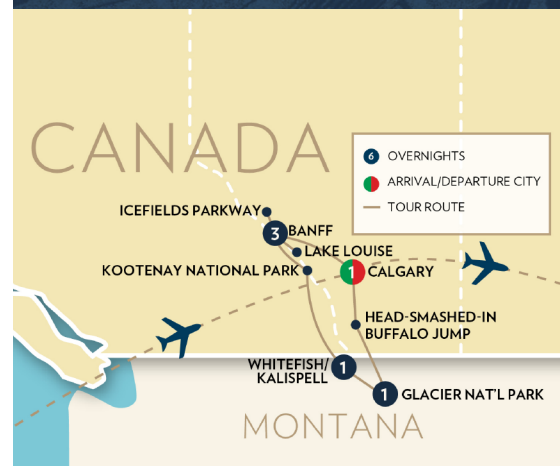 CANADA
6 OVERNIGHTS
ARRIVAL/DEPARTURE CITY
TOUR ROUTE
ICEFIELDS PARKWAY
3 BANFF
LAKE LOUISE
KOOTENAY NATIONAL PARK
1 CALGARY
HEAD-SMASHED-IN
BUFFALO JUMP
WHITEFISH/
KALISPELL
1
1 GLACIER NAT'L PARK
MONTANA